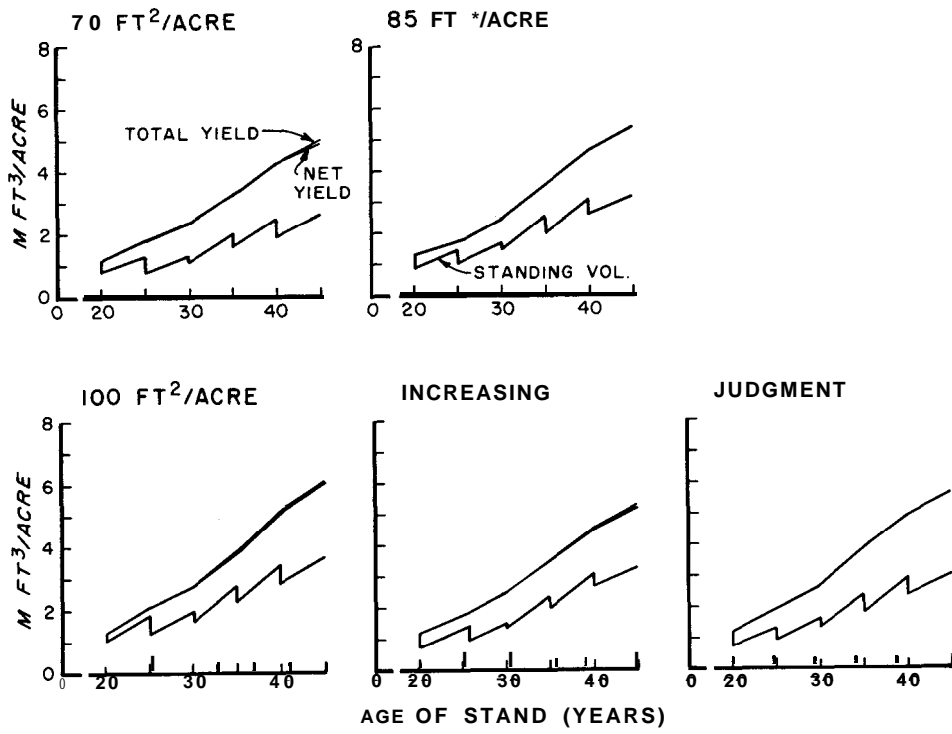 70 FT²/ACRE
85 FT */ACRE
8
6
4
2
0
M FT³/ACRE
TOTAL YIELD
NET
YIELD
0 20 30 40
8
STANDING VOL.
0 20 30 40
100 FT²/ACRE
INCREASING
JUDGMENT
8
6
4
2
0
M FT³/ACRE
0 20 30 40
0 20 30 40
0 20 30 40
AGE OF STAND (YEARS)